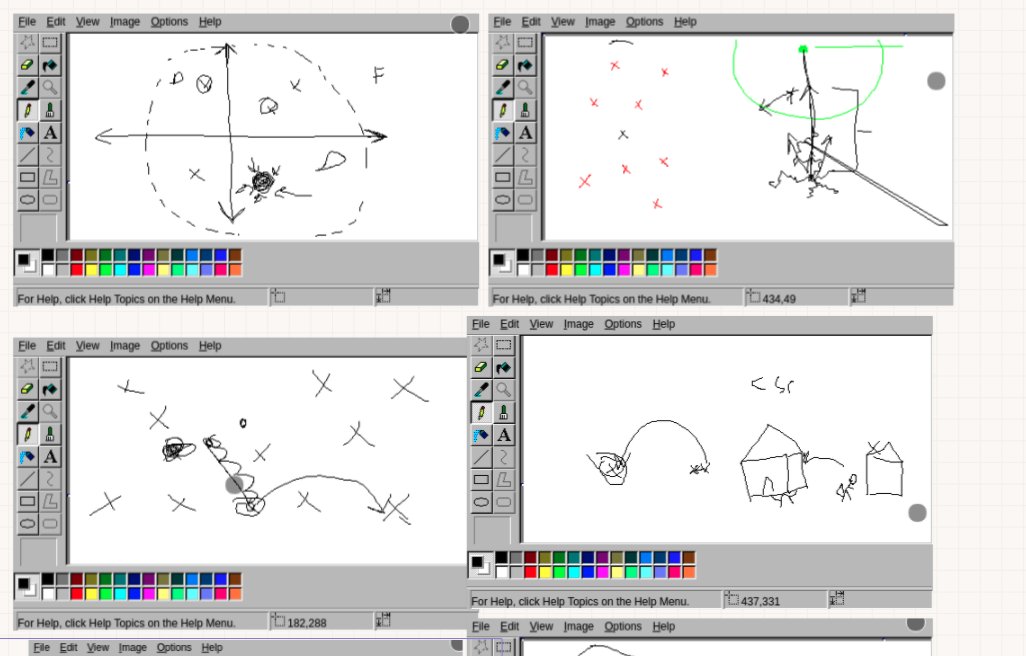 File Edit View Image Options Help
A
D
x
F
For Help, click Help Topics on the Help Menu.
File Edit View Image Options Help
A
For Help, click Help Topics on the Help Menu.
434,49
File Edit View Image Options Help
A
For Help, click Help Topics on the Help Menu.
182,288
File Edit View Image Options Help
A
For Help, click Help Topics on the Help Menu.
437,331
File Edit View Image Options Help
File Edit View Image Options Help